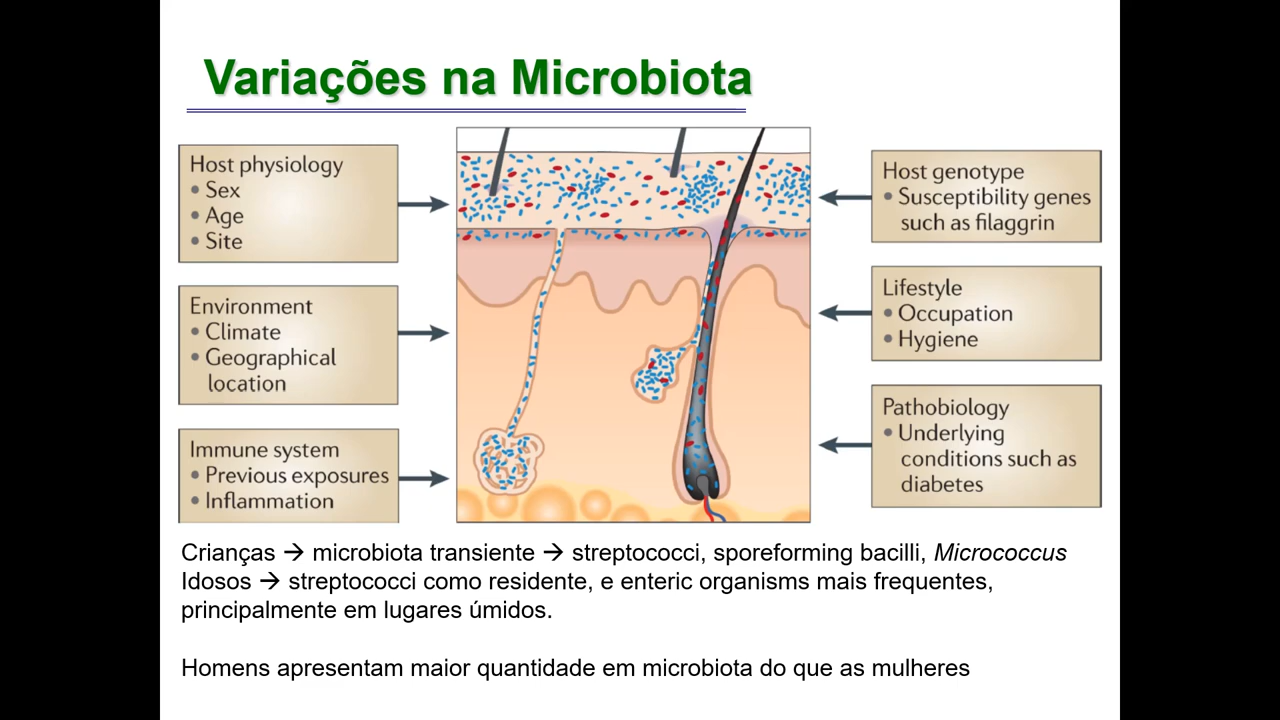 Variações na Microbiota
Host physiology
• Sex
• Age
• Site
Environment
• Climate
• Geographical
location
Immune system
• Previous exposures
• Inflammation
Host genotype
• Susceptibility genes
such as filaggrin
Lifestyle
• Occupation
• Hygiene
Pathobiology
• Underlying
conditions such as
diabetes
Crianças → microbiota transiente → streptococci, sporeforming bacilli, Micrococcus
Idosos → streptococci como residente, e enteric organisms mais frequentes,
principalmente em lugares úmidos.
Homens apresentam maior quantidade em microbiota do que as mulheres